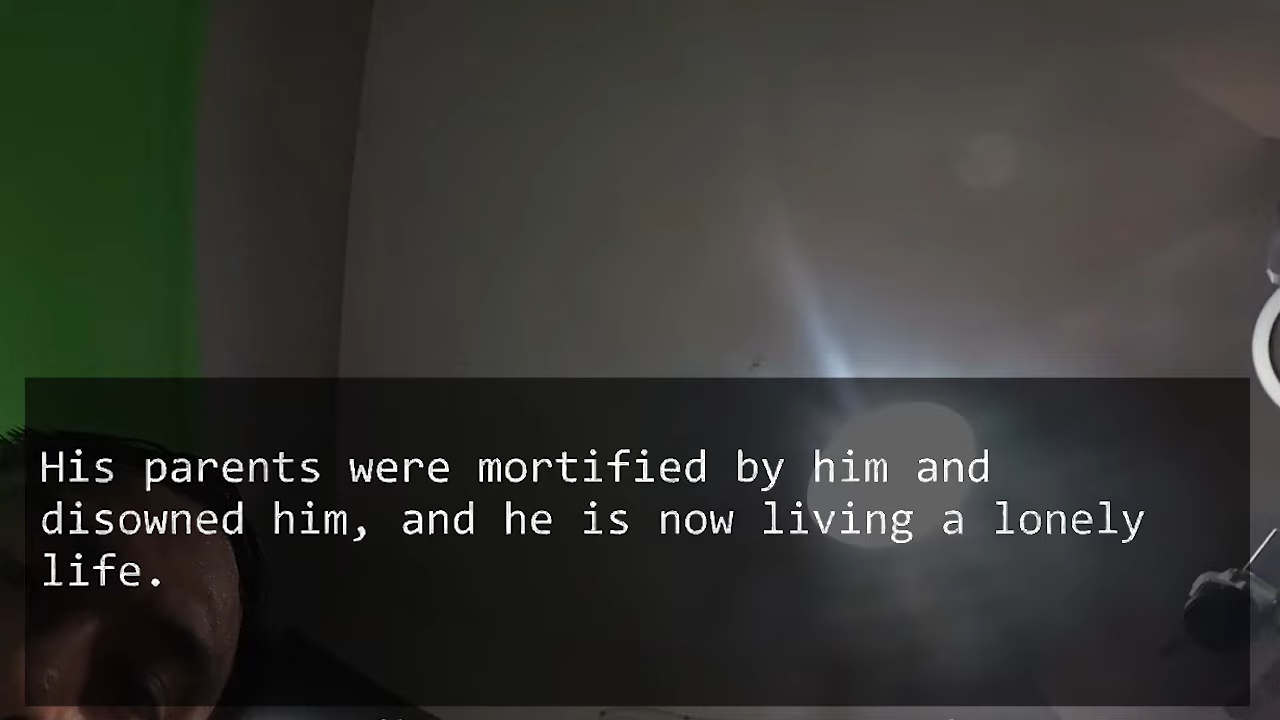 His parents were mortified by him and
disowned him, and he is now living a lonely
life.